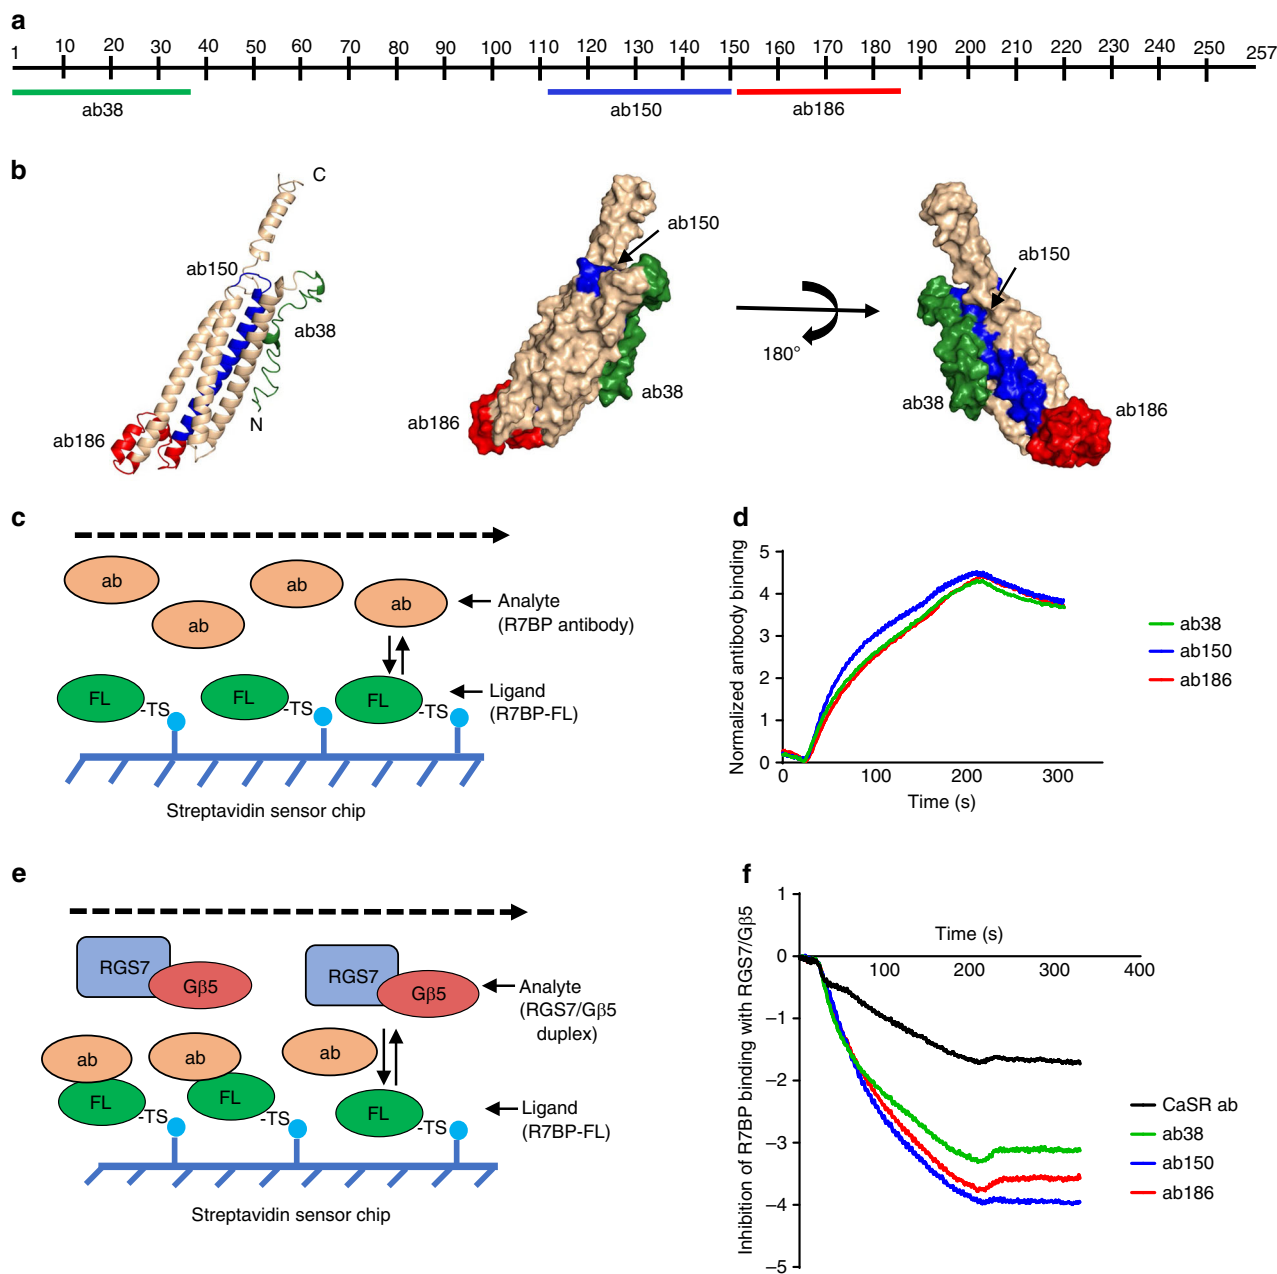 a
1 10 20 30 40 50 60 70 80 90 100 110 120 130 140 150 160 170 180 190 200 210 220 230 240 250 257
ab38 ab150 ab186
b
C
ab150
ab38
N
ab186
ab150
ab38
ab186
180°
ab150
ab38
ab186
c
ab ab ab ab
Analyte
(R7BP antibody)
FL -TS FL -TS FL -TS
Ligand
(R7BP-FL)
Streptavidin sensor chip
d
Normalized antibody binding
5
4
3
2
1
0
0 100 200 300
Time (s)
ab38
ab150
ab186
e
RGS7 Gβ5 RGS7 Gβ5
Analyte
(RGS7/Gβ5
duplex)
ab ab ab
FL -TS FL -TS FL -TS
Ligand
(R7BP-FL)
Streptavidin sensor chip
f
Inhibition of R7BP binding with RGS7/Gβ5
1
0
–1
–2
–3
–4
–5
Time (s)
100 200 300 400
CaSR ab
ab38
ab150
ab186